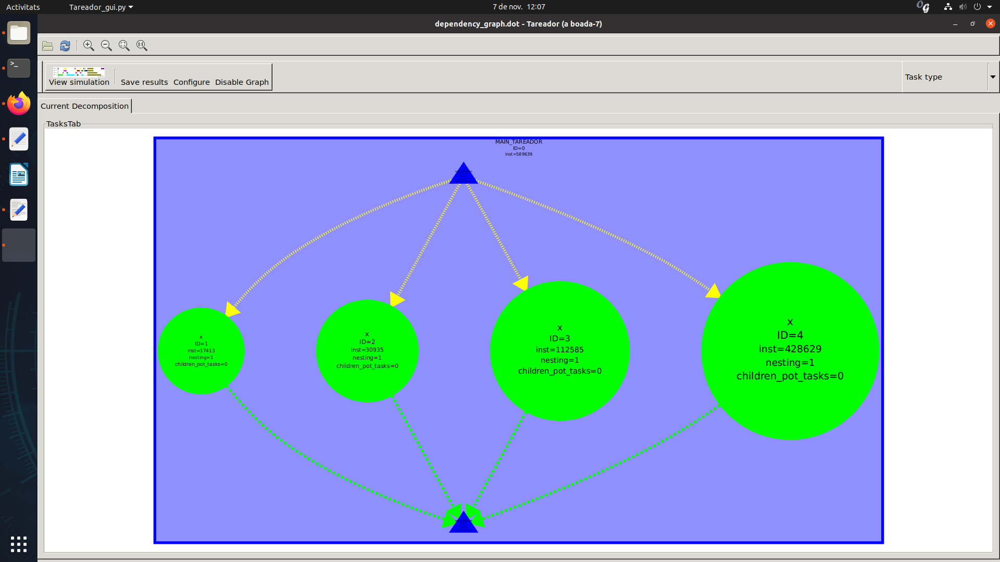 Activitats
Tareador_gui.py
7 de nov. 12:07
dependency_graph.dot - Tareador (a boada-7)
View simulation
Save results
Configure
Disable Graph
Task type
Current Decomposition
TasksTab
MAIN_TAREADOR
ID=0
inst=589639
x
ID=1
inst=17413
nesting=1
children_pot_tasks=0
x
ID=2
inst=30935
nesting=1
children_pot_tasks=0
x
ID=3
inst=112585
nesting=1
children_pot_tasks=0
x
ID=4
inst=428629
nesting=1
children_pot_tasks=0